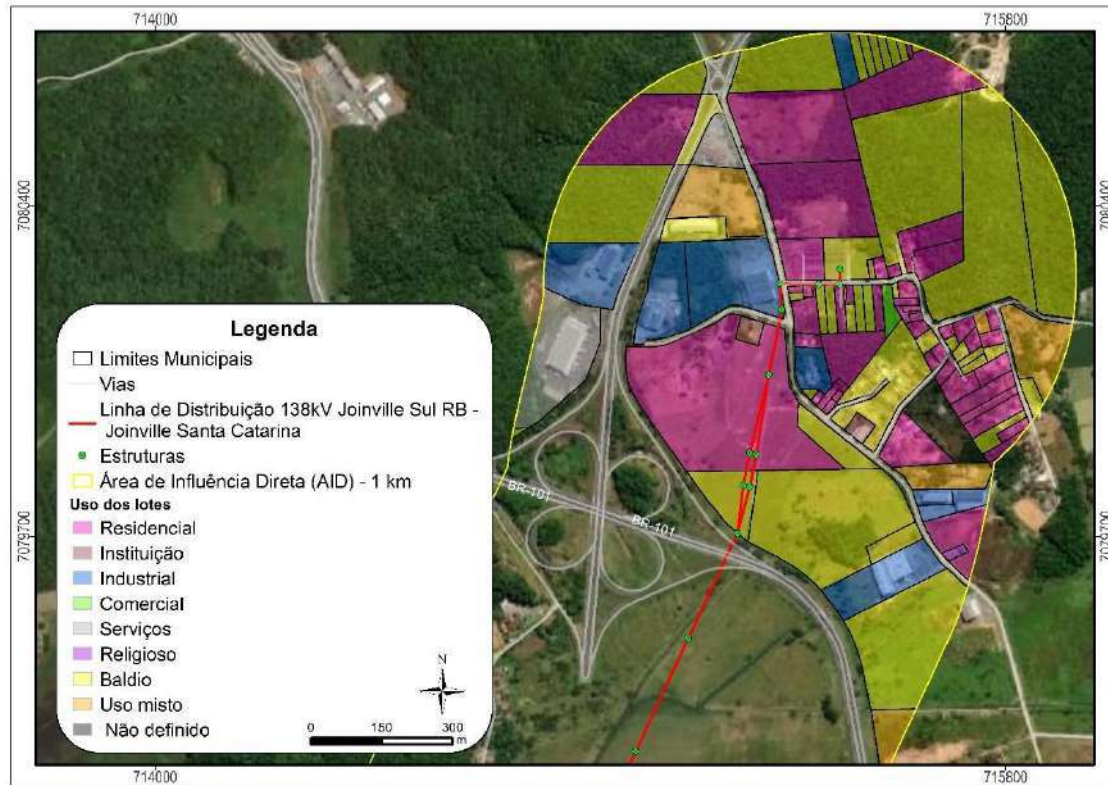 714000
715800
7080400
7080400
Legenda
Limites Municipais
Vias
Linha de Distribuição 138kV Joinville Sul RB -
Joinville Santa Catarina
Estruturas
Área de Influência Direta (AID) - 1 km
Uso dos lotes
Residencial
Instituição
Industrial
Comercial
Serviços
Religioso
Baldio
Uso misto
Não definido
N
0 150 300
m
BR-101
BR-101
7079700
7079700
714000
715800